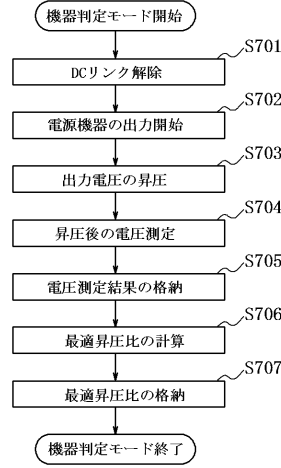 機器判定モード開始
S701
DCリンク解除
S702
電源機器の出力開始
S703
出力電圧の昇圧
S704
昇圧後の電圧測定
S705
電圧測定結果の格納
S706
最適昇圧比の計算
S707
最適昇圧比の格納
機器判定モード終了